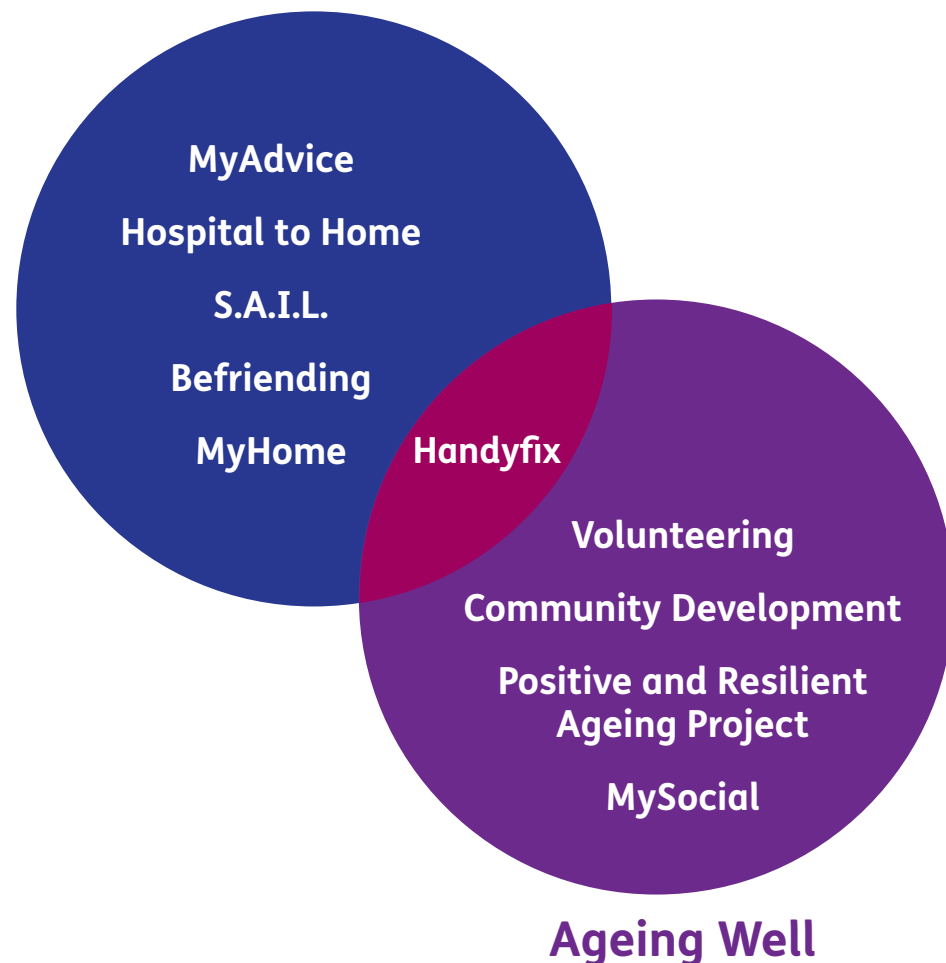 MyAdvice
Hospital to Home
S.A.I.L.
Befriending
MyHome
Handyfix
Volunteering
Community Development
Positive and Resilient
Ageing Project
MySocial
Ageing Well